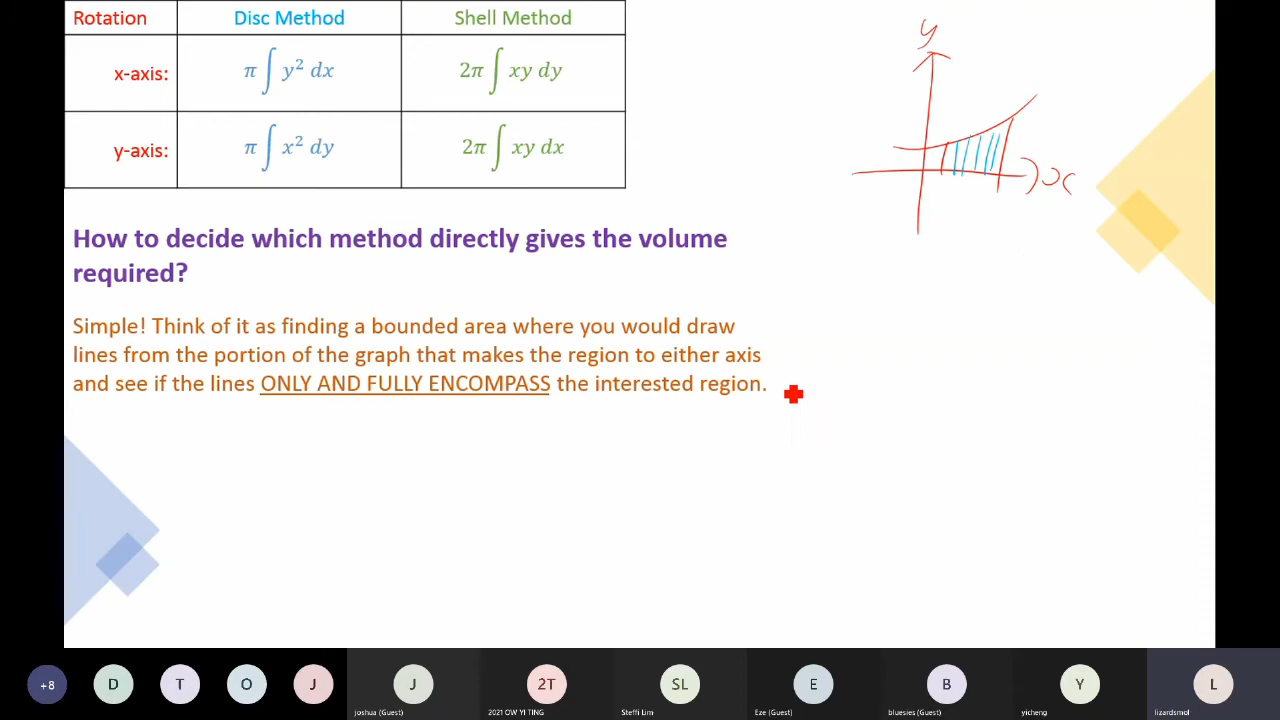 Rotation Disc Method Shell Method
x-axis: π∫y² dx 2π∫xy dy
y-axis: π∫x² dy 2π∫xy dx
y
x
How to decide which method directly gives the volume
required?
Simple! Think of it as finding a bounded area where you would draw
lines from the portion of the graph that makes the region to either axis
and see if the lines ONLY AND FULLY ENCOMPASS the interested region.
+8 D T O J J 2T SL E B Y L
joshua (Guest) 2021 OW YI TING Steffi Lim Eze (Guest) bluesies (Guest) yicheng lizardsmol